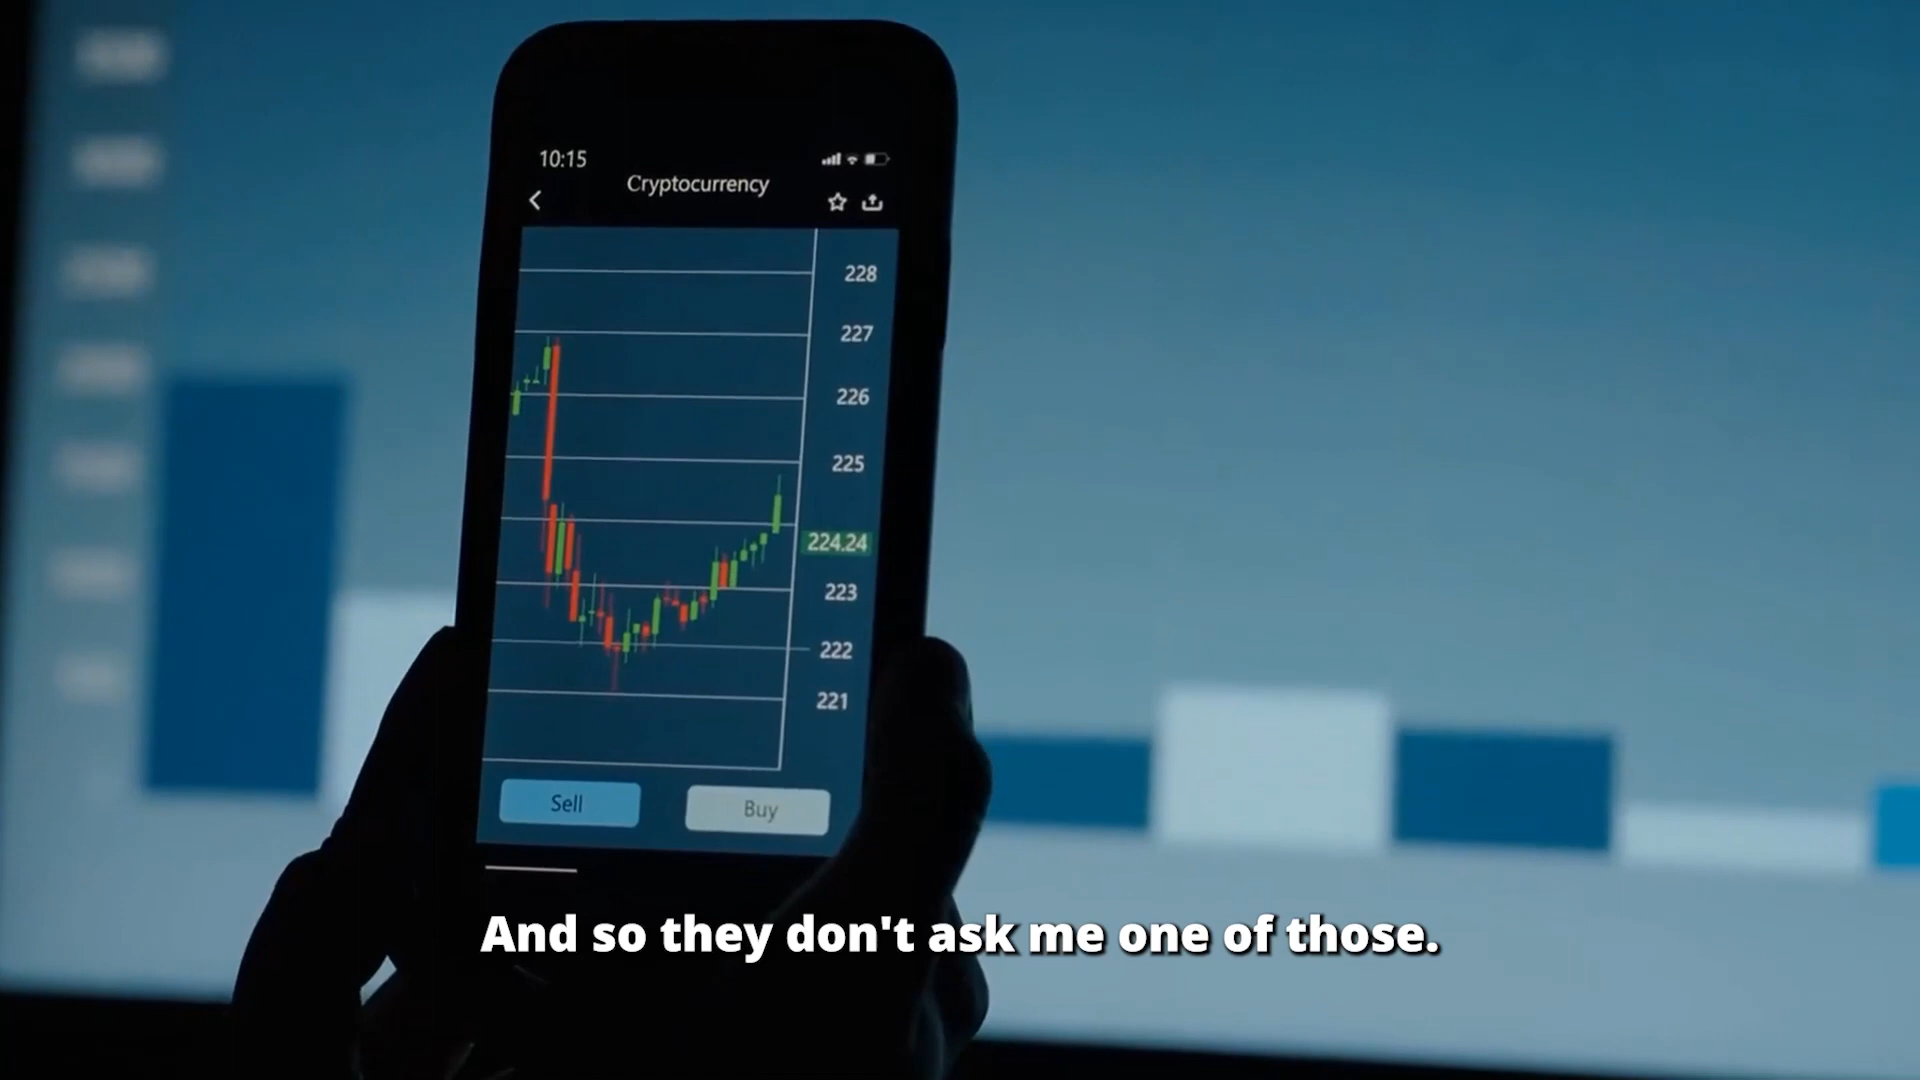 10:15
Cryptocurrency
228
227
226
225
224.24
223
222
221
Sell
Buy
And so they don't ask me one of those.